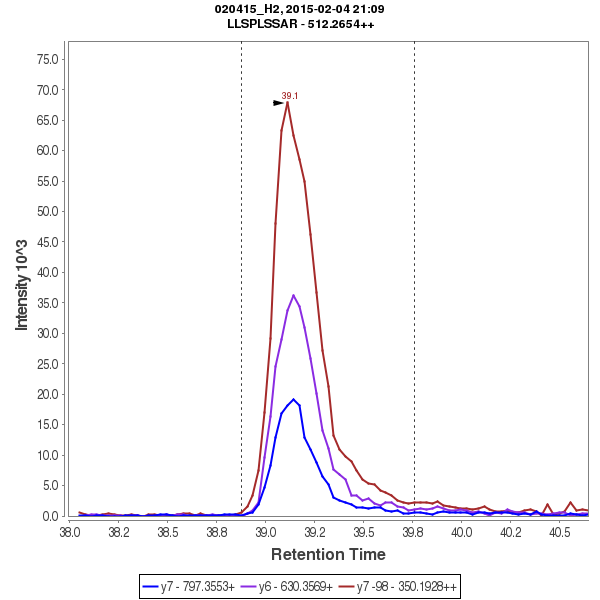 020415_H2, 2015-02-04 21:09
LLSPLSSAR - 512.2654++
75.0
70.0
65.0
60.0
55.0
50.0
45.0
40.0
35.0
30.0
25.0
20.0
15.0
10.0
5.0
0.0
Intensity 10^3
39.1
38.0 38.2 38.5 38.8 39.0 39.2 39.5 39.8 40.0 40.2 40.5
Retention Time
y7 - 797.3553+ y6 - 630.3569+ y7 -98 - 350.1928++